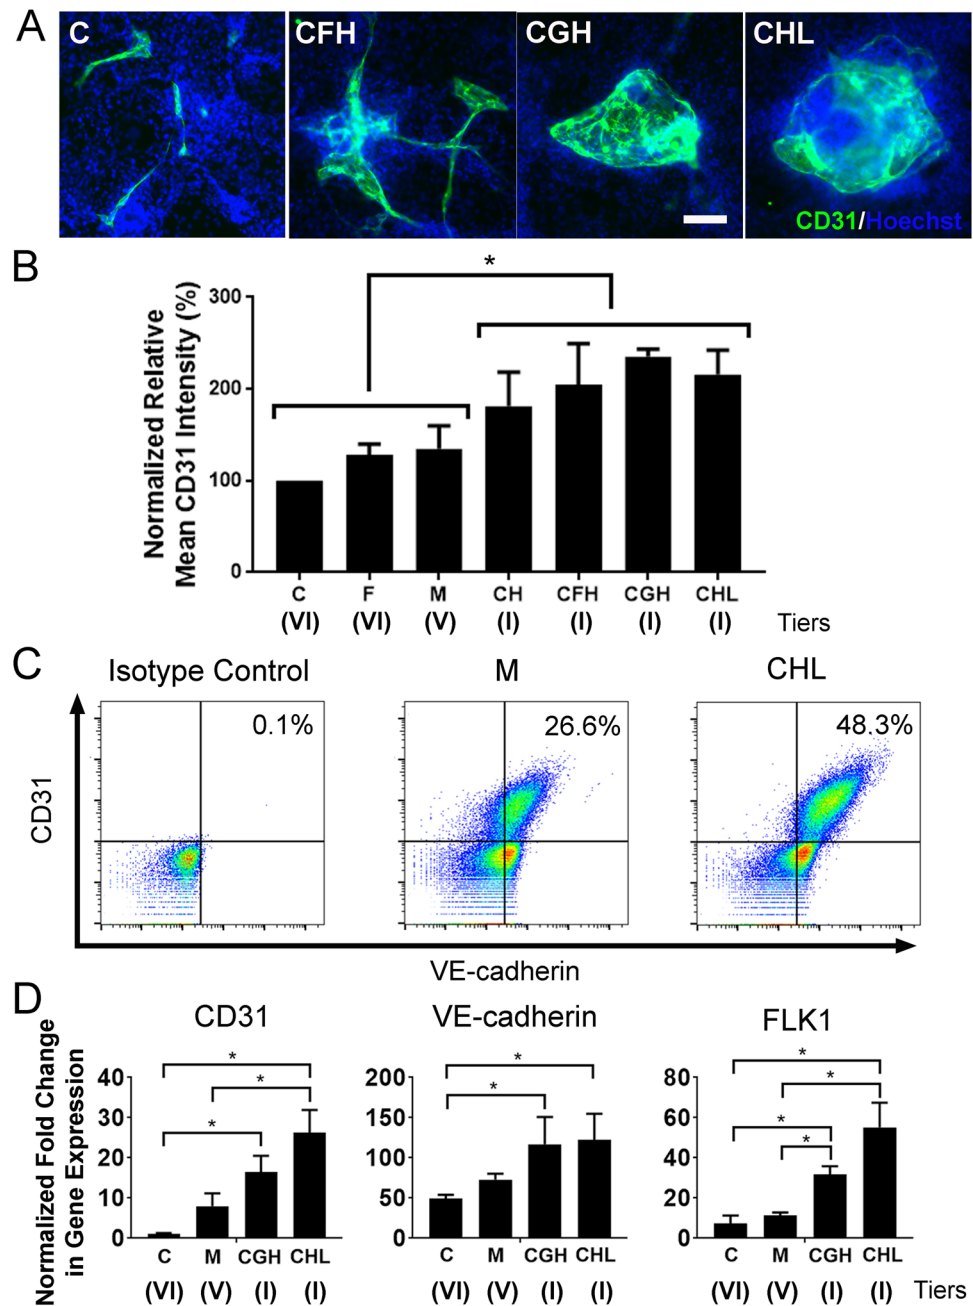 A
C
CFH
CGH
CHL
CD31/Hoechst
B
*
Normalized Relative
Mean CD31 Intensity (%)
300
200
100
0
C F M CH CFH CGH CHL
(VI) (VI) (V) (I) (I) (I) (I) Tiers
C
Isotype Control M CHL
0.1% 26.6% 48.3%
CD31
VE-cadherin
D
Normalized Fold Change
in Gene Expression
CD31 VE-cadherin FLK1
* * *
* * *
* *
*
40
30
20
10
0
C M CGH CHL
(VI) (V) (I) (I)
200
150
100
50
0
C M CGH CHL
(VI) (V) (I) (I)
80
60
40
20
0
C M CGH CHL
(VI) (V) (I) (I) Tiers